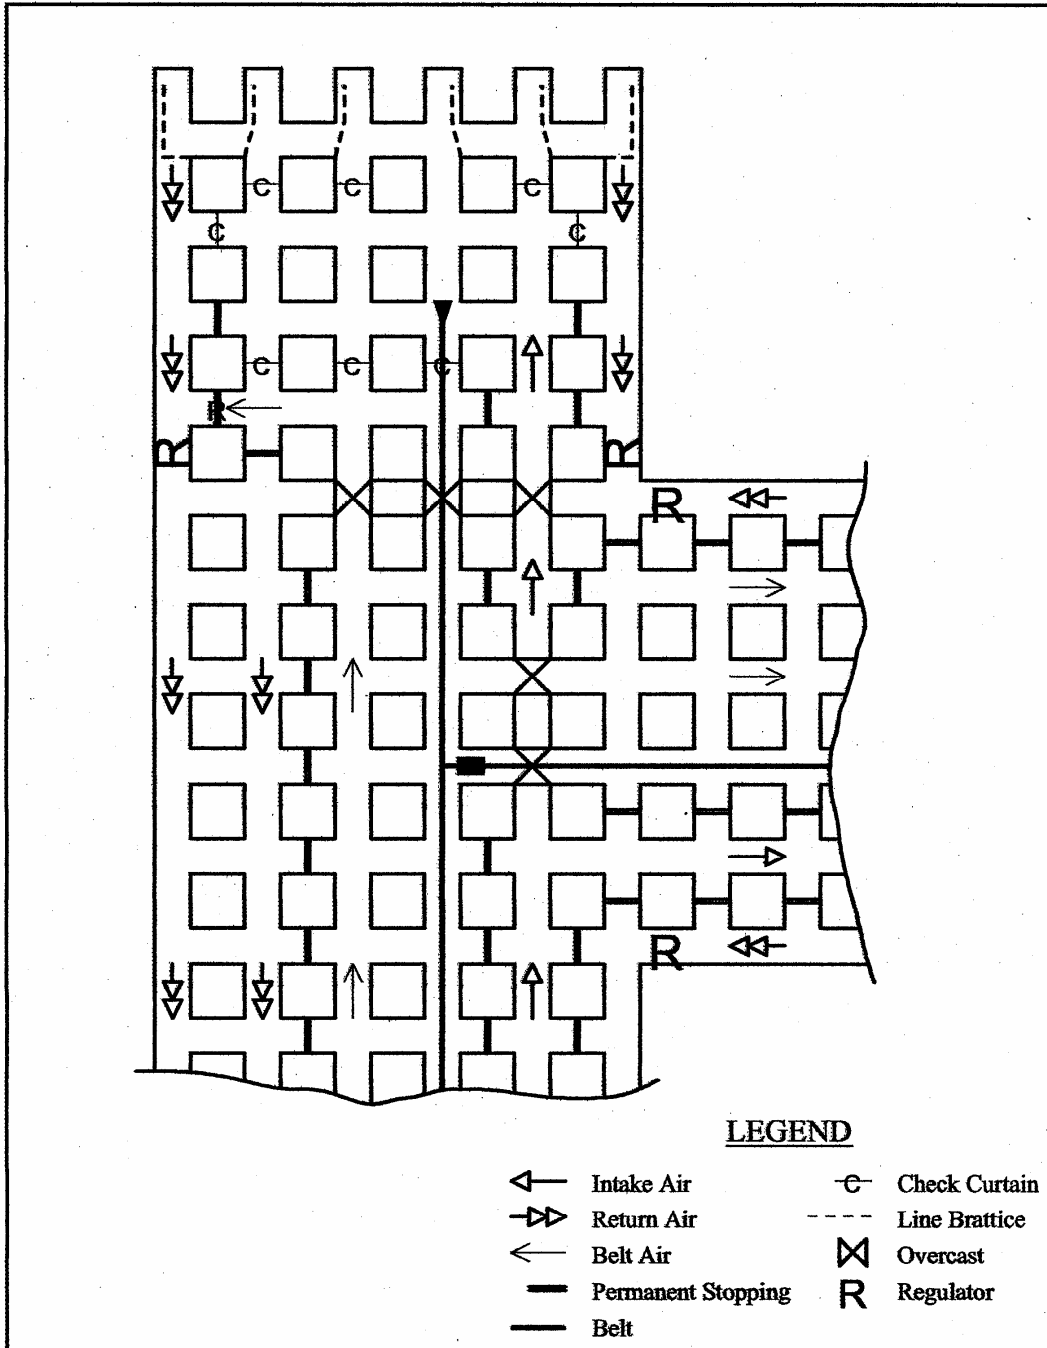 C C C
C C
C C C
R
R R
R
R
LEGEND
Intake Air C Check Curtain
Return Air Line Brattice
Belt Air Overcast
Permanent Stopping R Regulator
Belt